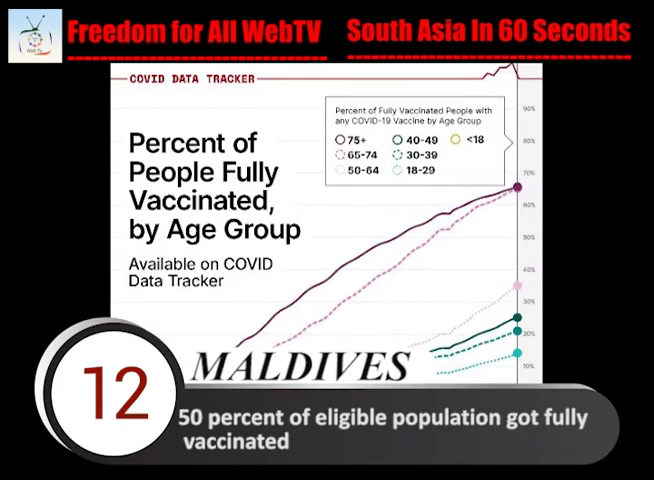 Freedom for All WebTV
South Asia In 60 Seconds
COVID DATA TRACKER
Percent of
People Fully
Vaccinated,
by Age Group
Available on COVID
Data Tracker
Percent of Fully Vaccinated People with
any COVID-19 Vaccine by Age Group
75+ 40-49 <18
65-74 30-39
50-64 18-29
90%
80%
70%
60%
50%
40%
30%
20%
10%
MALDIVES
12
50 percent of eligible population got fully
vaccinated